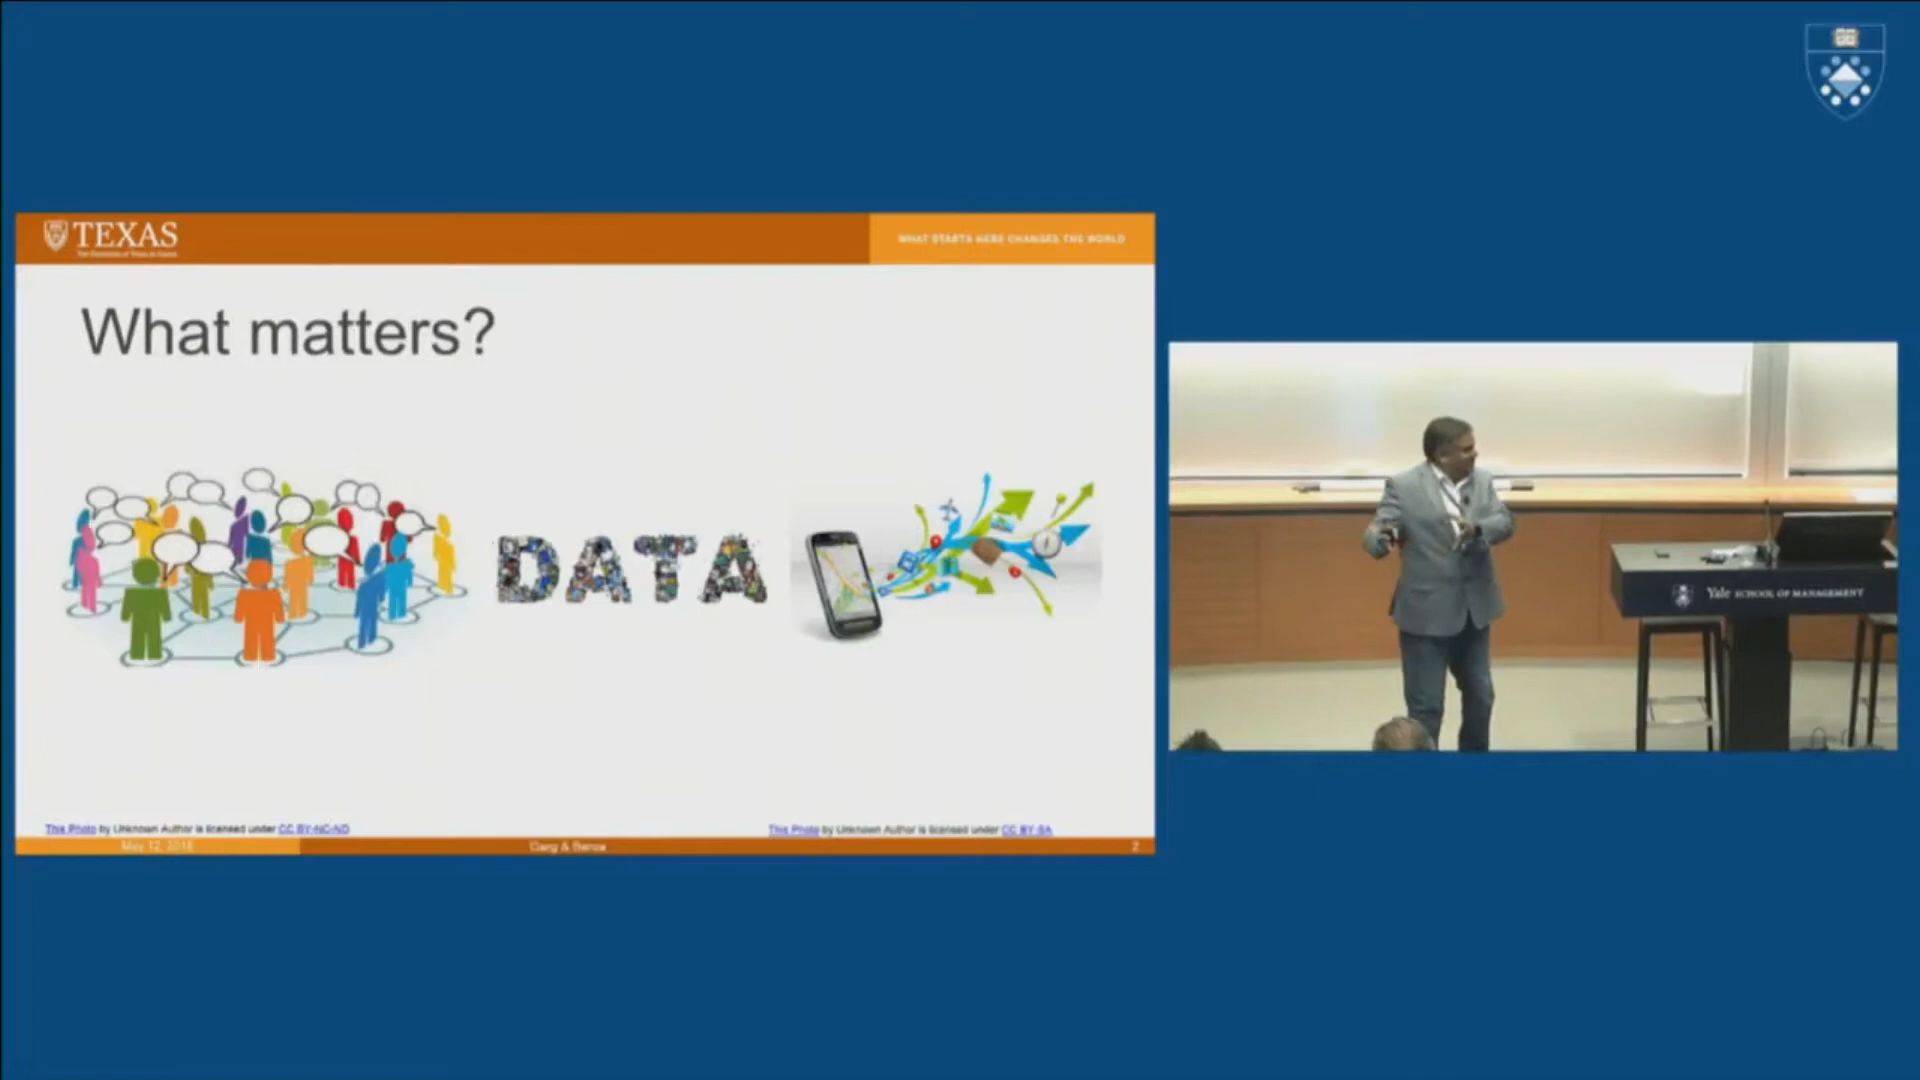 TEXAS
The University of Texas at Austin
WHAT STARTS HERE CHANGES THE WORLD
What matters?
DATA
This Photo by Unknown Author is licensed under CC BY-NC-ND
This Photo by Unknown Author is licensed under CC BY-SA
May 12, 2018
2
Yale SCHOOL OF MANAGEMENT